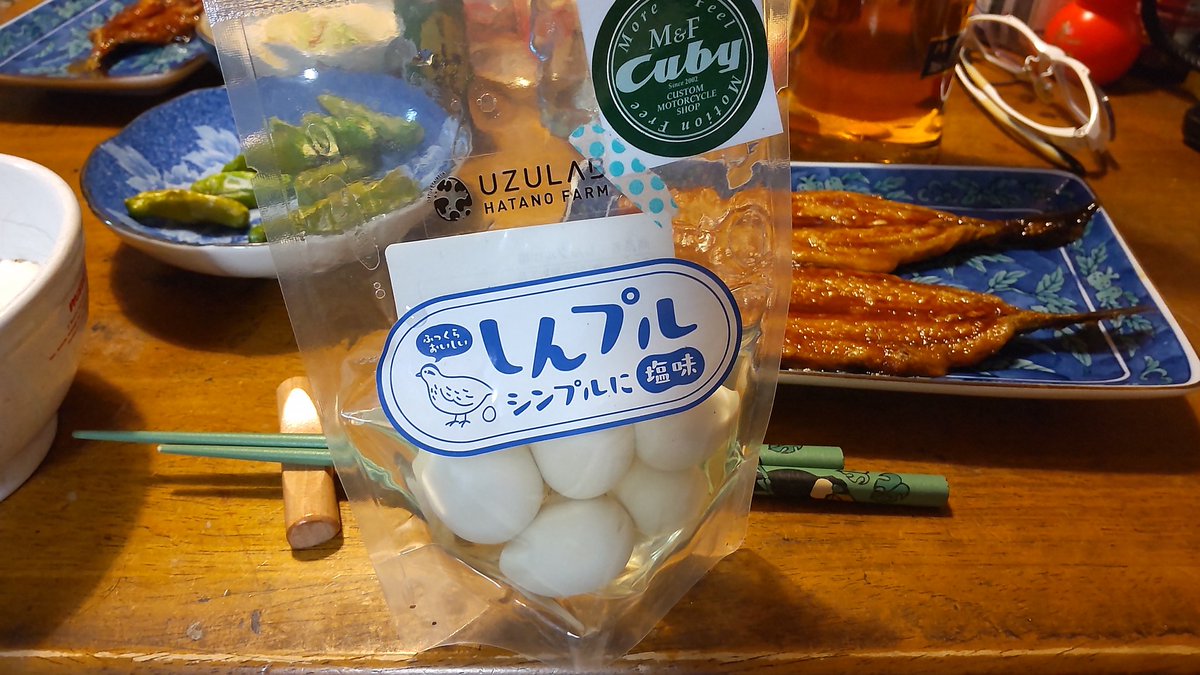 More Feel
M&F
Cuby
Since 2002
CUSTOM
MOTORCYCLE
SHOP
Motion Free
UZULAB
HATANO FARM
ふっくら
おいしい
しんプル
シンプルに
塩味